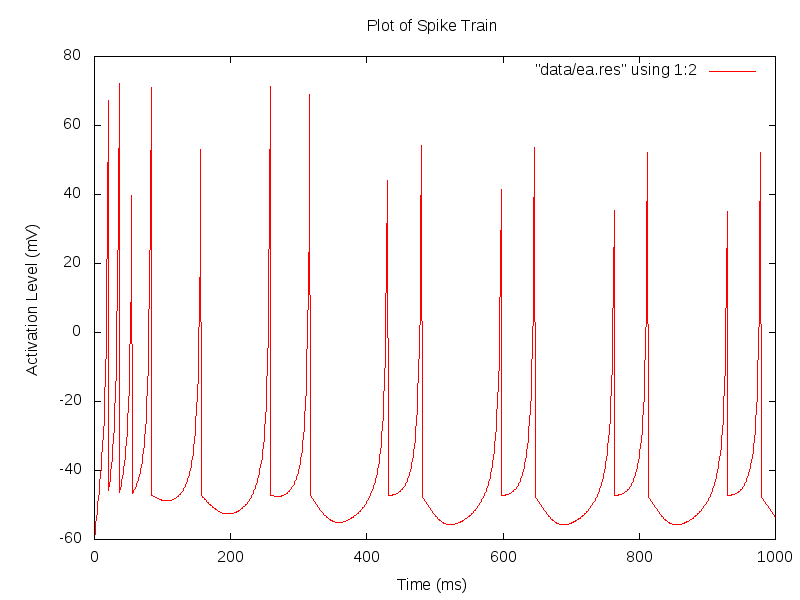 Plot of Spike Train
"data/ea.res" using 1:2
80
60
40
20
0
-20
-40
-60
Activation Level (mV)
0 200 400 600 800 1000
Time (ms)